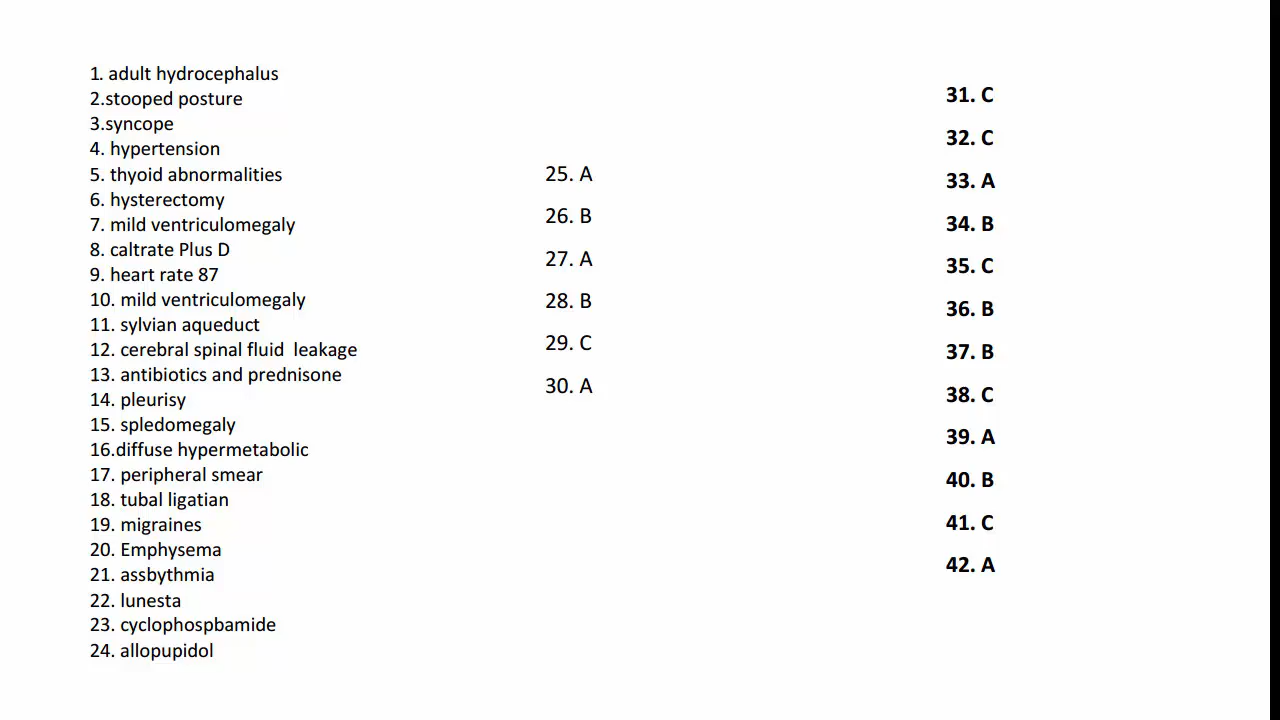 1. adult hydrocephalus
2.stooped posture
3.syncope
4. hypertension
5. thyoid abnormalities
6. hysterectomy
7. mild ventriculomegaly
8. caltrate Plus D
9. heart rate 87
10. mild ventriculomegaly
11. sylvian aqueduct
12. cerebral spinal fluid  leakage
13. antibiotics and prednisone
14. pleurisy
15. spledomegaly
16.diffuse hypermetabolic
17. peripheral smear
18. tubal ligatian
19. migraines
20. Emphysema
21. assbythmia
22. lunesta
23. cyclophospbamide
24. allopupidol
25. A
26. B
27. A
28. B
29. C
30. A
31. C
32. C
33. A
34. B
35. C
36. B
37. B
38. C
39. A
40. B
41. C
42. A